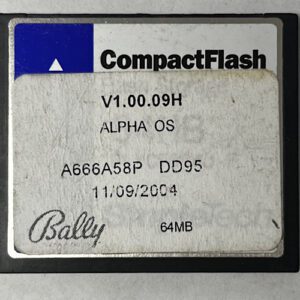 CompactFlash
V1.00.09H
ALPHA OS
A666A58P DD95
11/09/2004
Bally
64MB